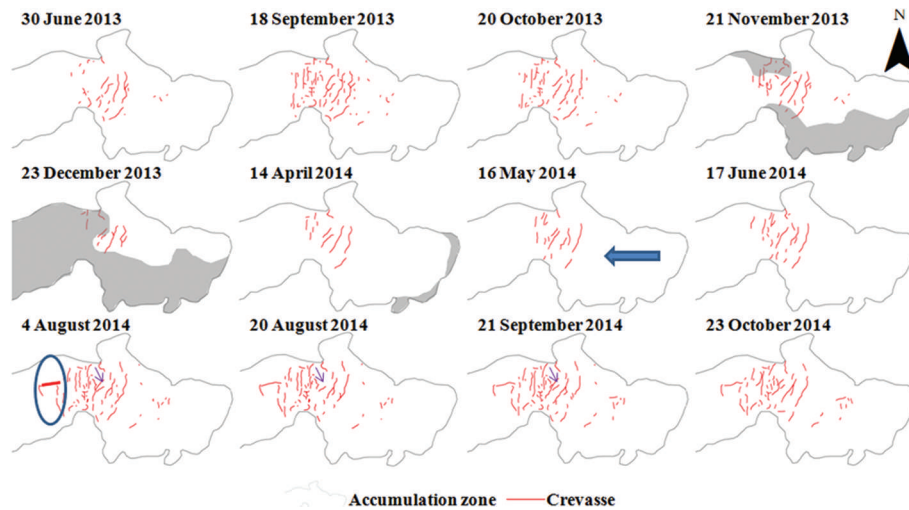 30 June 2013
18 September 2013
20 October 2013
21 November 2013
N
23 December 2013
14 April 2014
16 May 2014
17 June 2014
4 August 2014
20 August 2014
21 September 2014
23 October 2014
Accumulation zone
Crevasse